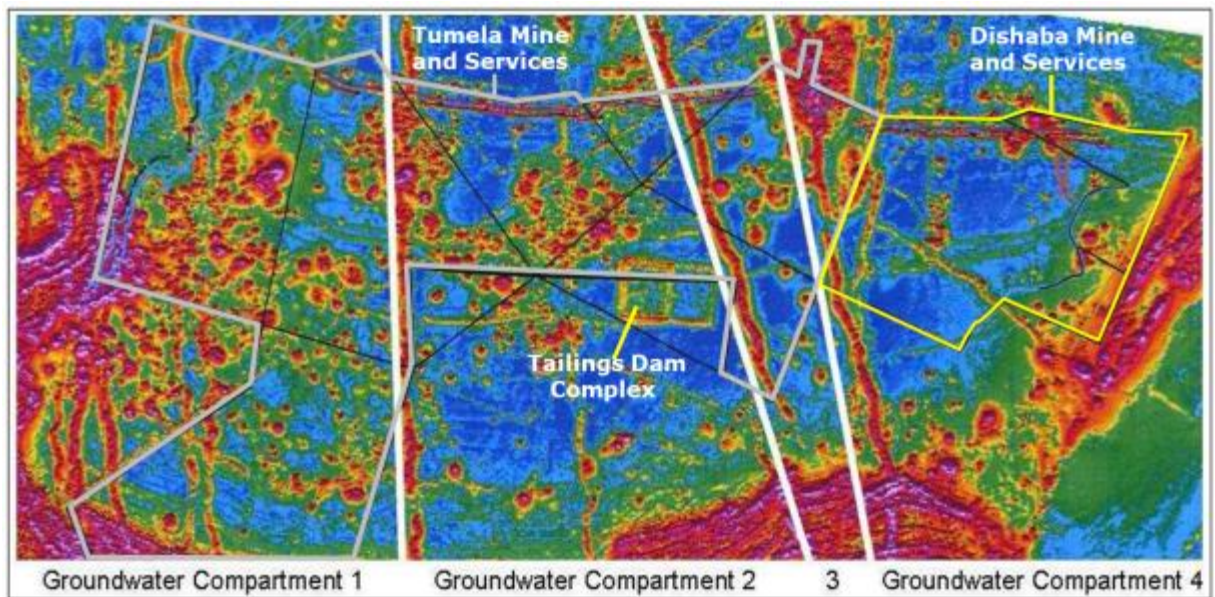 Tumela Mine
and Services
Dishaba Mine
and Services
Tailings Dam
Complex
Groundwater Compartment 1
Groundwater Compartment 2
3
Groundwater Compartment 4